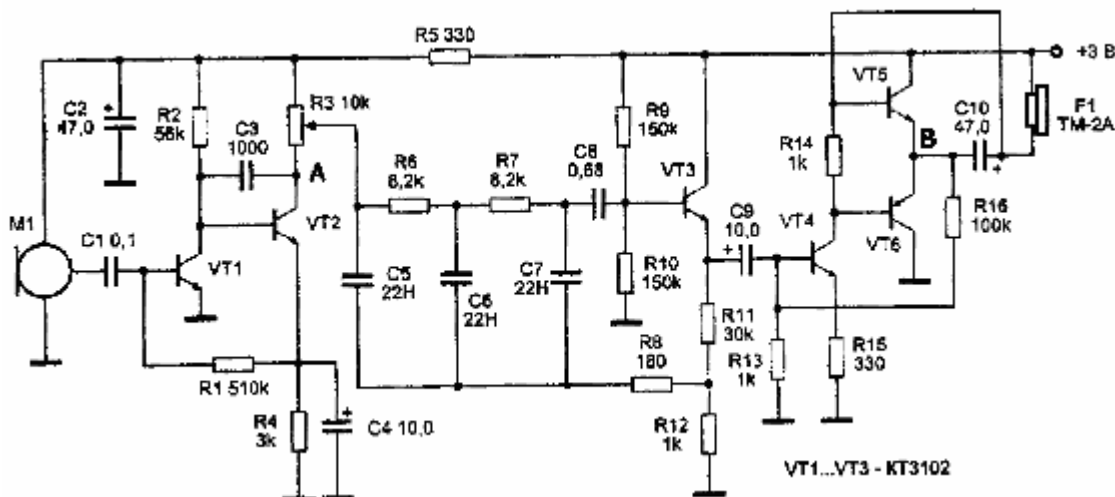 R5 330
+3 В
C2
47,0
R2
56k
C3
1000
R3 10k
A
R6
8,2k
R7
8,2k
C8
0,68
R9
150k
VT3
VT5
R14
1k
B
C10
47,0
F1
TM-2A
M1
C1 0,1
VT1
VT2
C5
22H
C6
22H
C7
22H
R10
150k
C9
10,0
VT4
VT6
R16
100k
R11
30k
R8
180
R13
1k
R15
330
R1 510k
R4
3k
C4 10,0
R12
1k
VT1...VT3 - KT3102